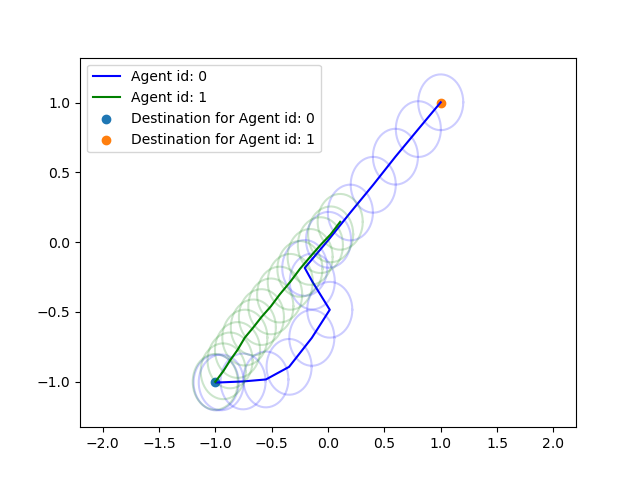 Agent id: 0
Agent id: 1
Destination for Agent id: 0
Destination for Agent id: 1
1.0
0.5
0.0
−0.5
−1.0
−2.0 −1.5 −1.0 −0.5 0.0 0.5 1.0 1.5 2.0